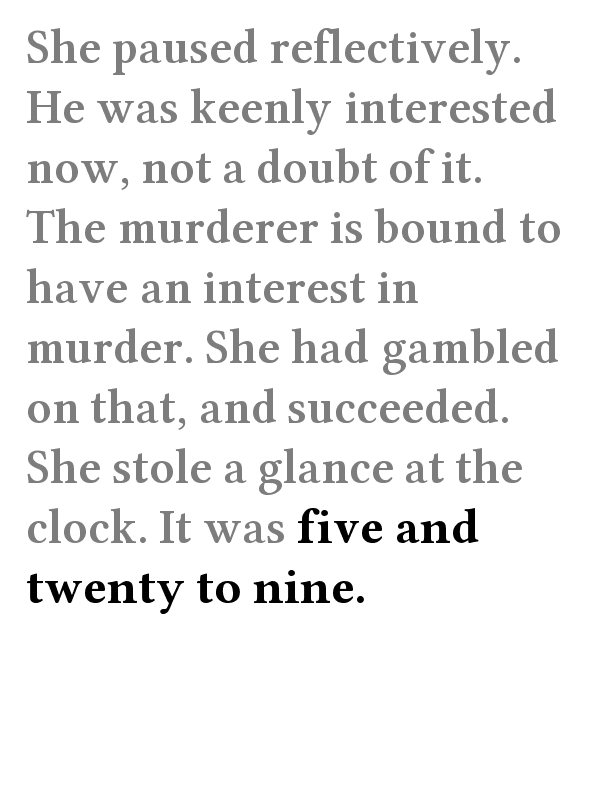 She paused reflectively.
He was keenly interested
now, not a doubt of it.
The murderer is bound to
have an interest in
murder. She had gambled
on that, and succeeded.
She stole a glance at the
clock. It was five and
twenty to nine.